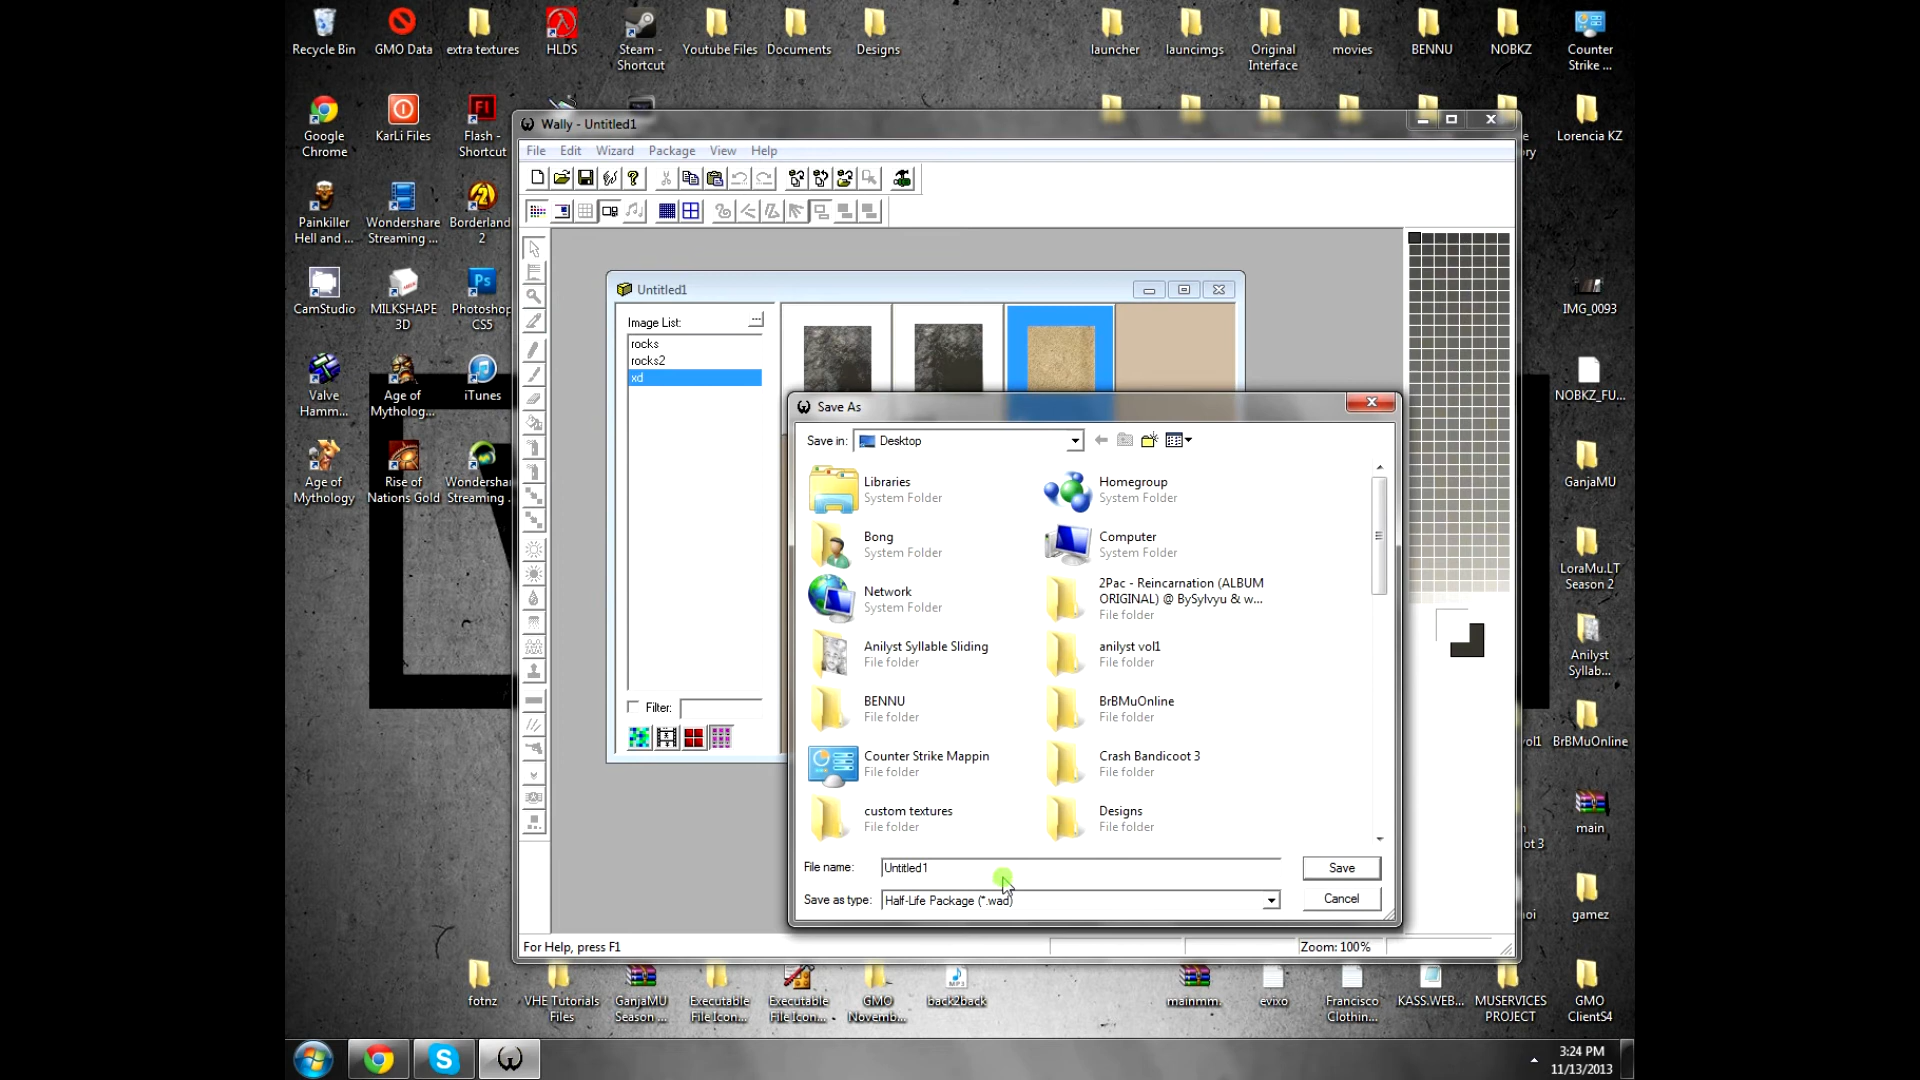 Recycle Bin
GMO Data
extra textures
HLDS
Steam -
Shortcut
Youtube Files
Documents
Designs
launcher
launcimgs
Original
Interface
movies
BENNU
NOBKZ
Counter
Strike ...
Google
Chrome
KarLi Files
Flash -
Shortcut
Lorencia KZ
Painkiller
Hell and ...
Wondershare
Streaming ...
Borderland
2
CamStudio
MILKSHAPE
3D
Photoshop
CS5
IMG_0093
Valve
Hamm...
Age of
Mytholog...
iTunes
NOBKZ_FU...
Age of
Mythology
Rise of
Nations Gold
Wondersha
Streaming .
GanjaMU
LoraMu.LT
Season 2
Anilyst
Syllab...
BrBMuOnline
main
gamez
Wally - Untitled1
File Edit Wizard Package View Help
Untitled1
Image List:
rocks
rocks2
xd
Filter:
Save As
Save in: Desktop
Libraries
System Folder
Homegroup
System Folder
Bong
System Folder
Computer
System Folder
Network
System Folder
2Pac - Reincarnation (ALBUM
ORIGINAL) @ BySylvyu & w...
File folder
Anilyst Syllable Sliding
File folder
anilyst vol1
File folder
BENNU
File folder
BrBMuOnline
File folder
Counter Strike Mappin
File folder
Crash Bandicoot 3
File folder
custom textures
File folder
Designs
File folder
File name: Untitled1
Save
Save as type: Half-Life Package (*.wad)
Cancel
For Help, press F1
Zoom: 100%
fotnz
VHE Tutorials
Files
GanjaMU
Season ...
Executable
File Icon...
Executable
File Icon...
GMO
Novemb...
back2back
mainmm.
evixo
Francisco
Clothin...
KASS.WEB...
MUSERVICES
PROJECT
GMO
ClientS4
3:24 PM
11/13/2013